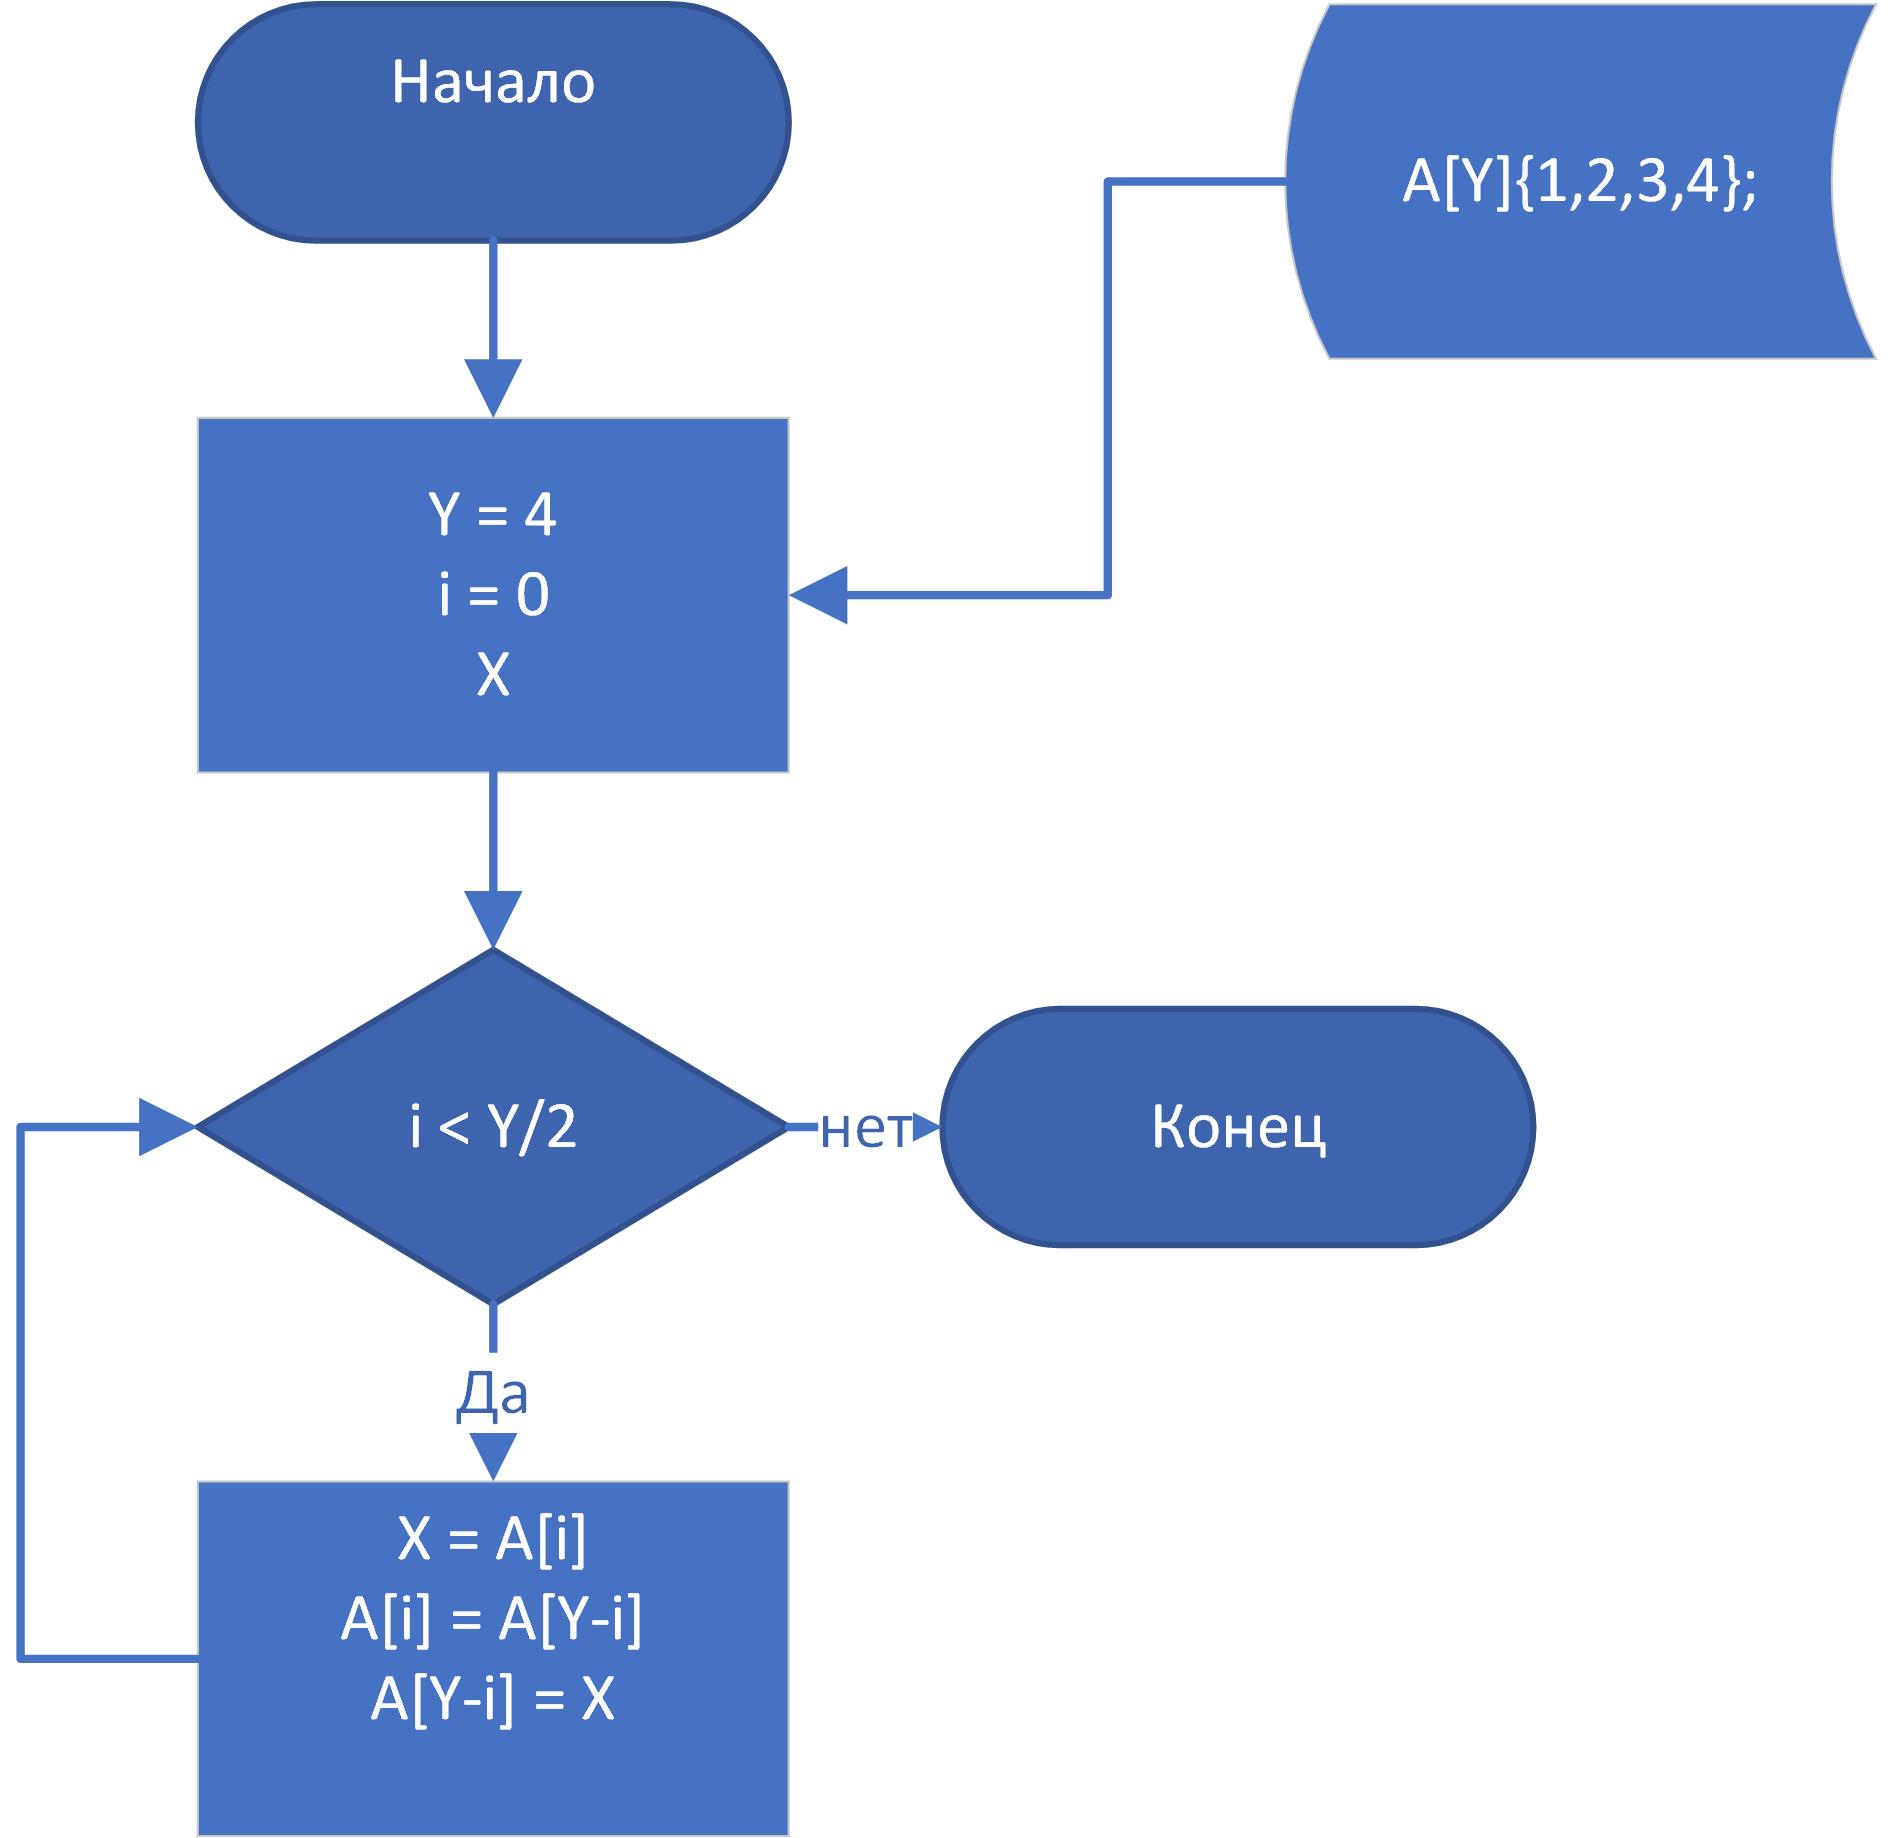 Начало
A[Y]{1,2,3,4};
Y = 4
i = 0
X
i < Y/2
нет
Конец
Да
X = A[i]
A[i] = A[Y-i]
A[Y-i] = X